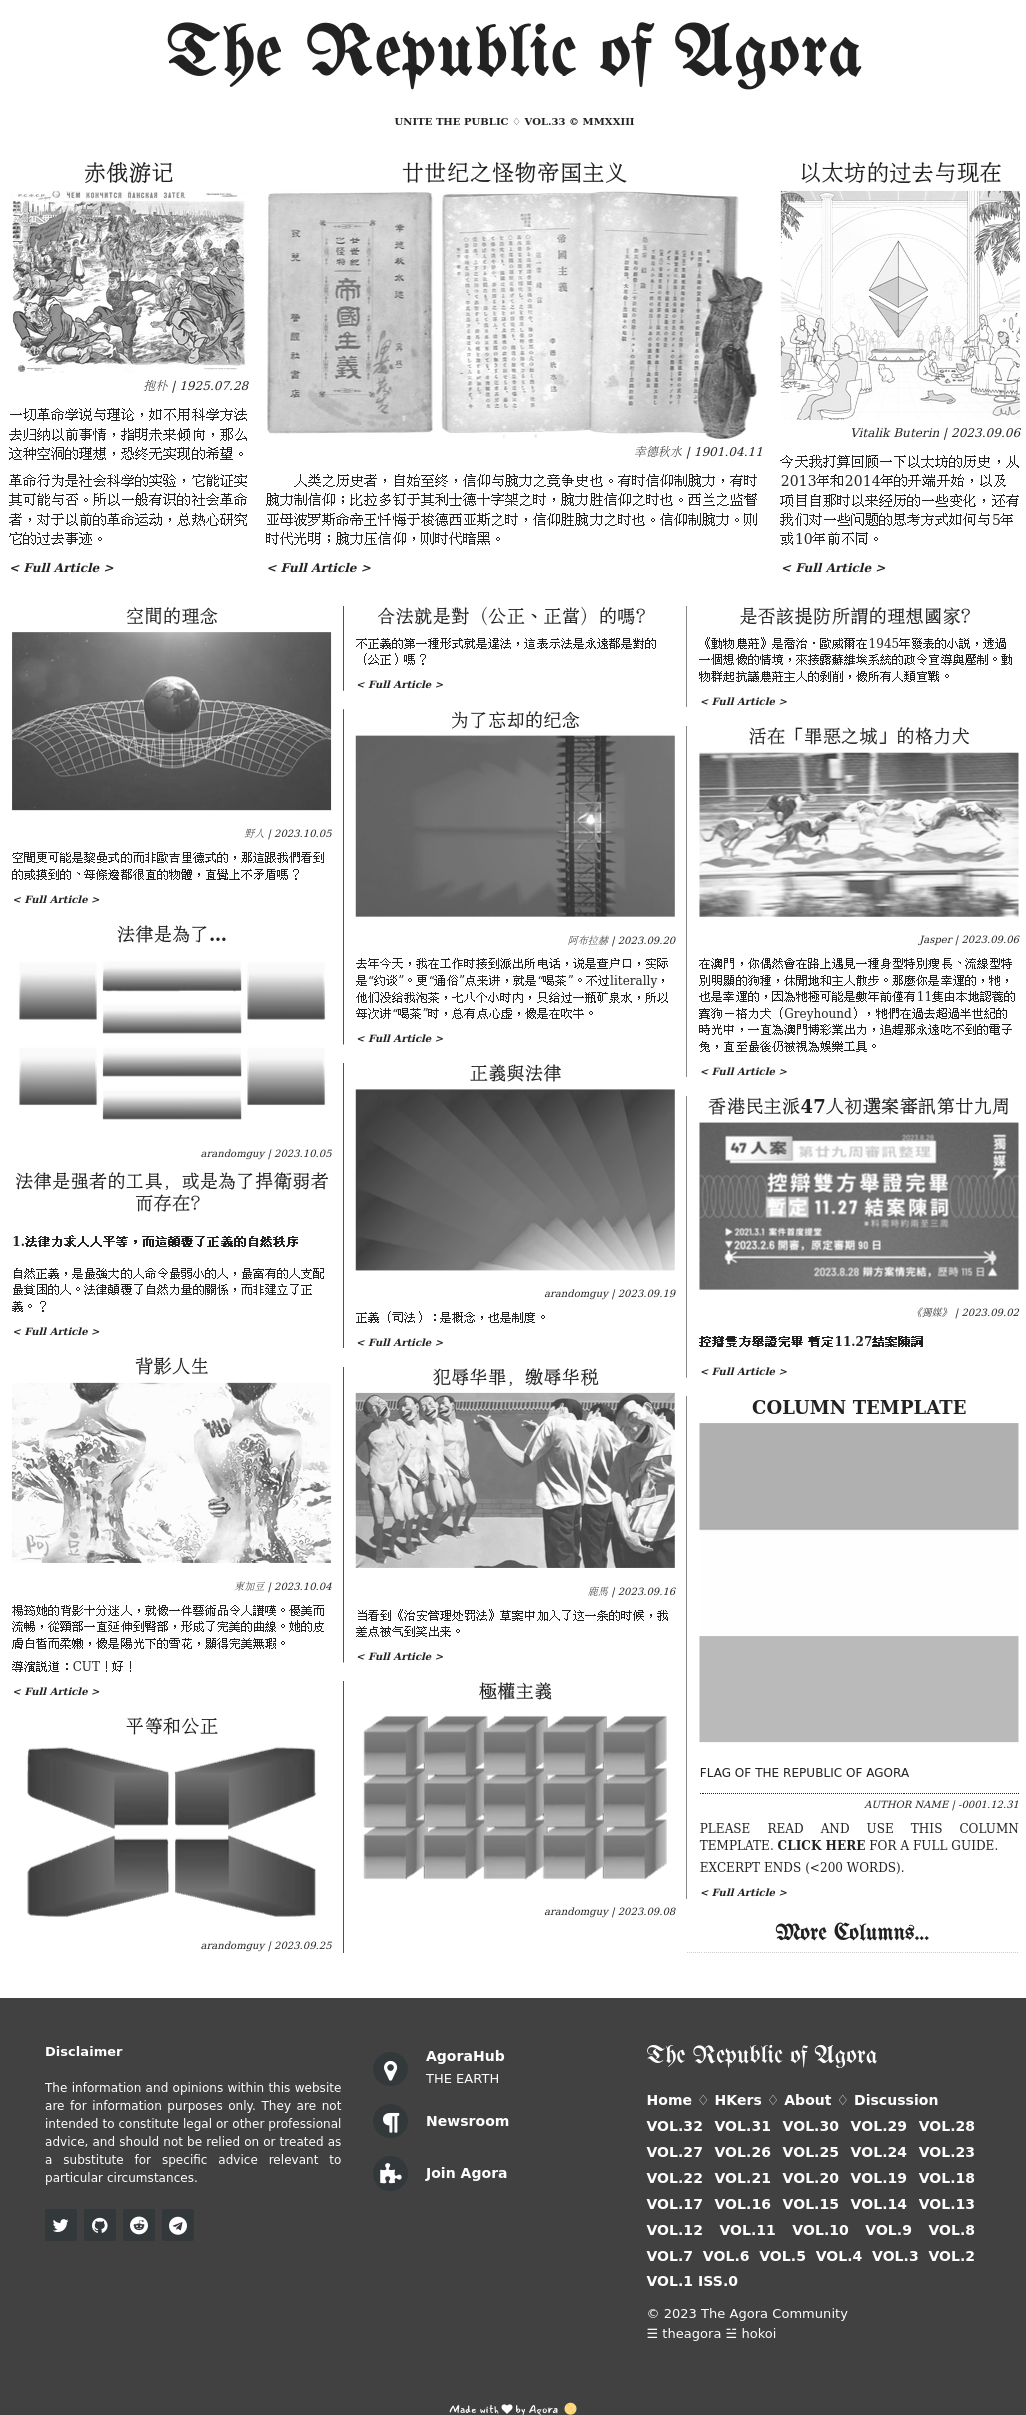 The Republic of Agora
UNITE THE PUBLIC ♢ VOL.33 © MMXXIII
赤俄游记
ЧЕМ КОНЧИТСЯ ПАНСКАЯ ЗАТЕЯ.
抱朴 | 1925.07.28
一切革命学说与理论，如不用科学方法
去归纳以前事情，指明未来倾向，那么
这种空洞的理想，恐终无实现的希望。
革命行为是社会科学的实验，它能证实
其可能与否。所以一般有识的社会革命
者，对于以前的革命运动，总热心研究
它的过去事迹。
< Full Article >
廿世纪之怪物帝国主义
帝國主義
幸德秋水 | 1901.04.11
人类之历史者，自始至终，信仰与腕力之竞争史也。有时信仰制腕力，有时
腕力制信仰；比拉多钉于其利士德十字架之时，腕力胜信仰之时也。西兰之监督
亚母被罗斯命帝王忏悔于梭德西亚斯之时，信仰胜腕力之时也。信仰制腕力。则
时代光明；腕力压信仰，则时代暗黑。
< Full Article >
以太坊的过去与现在
Vitalik Buterin | 2023.09.06
今天我打算回顾一下以太坊的历史，从
2013年和2014年的开端开始，以及
项目自那时以来经历的一些变化，还有
我们对一些问题的思考方式如何与5年
或10年前不同。
< Full Article >
空間的理念
野人 | 2023.10.05
空間更可能是黎曼式的而非歐吉里德式的，那這跟我們看到
的或摸到的、每條邊都很直的物體，直覺上不矛盾嗎？
< Full Article >
法律是為了…
arandomguy | 2023.10.05
法律是强者的工具，或是為了捍衛弱者
而存在？
1.法律力求人人平等，而這顛覆了正義的自然秩序
自然正義，是最強大的人命令最弱小的人，最富有的人支配
最貧困的人。法律顛覆了自然力量的關係，而非建立了正
義。？
< Full Article >
背影人生
東加豆 | 2023.10.04
楊筠她的背影十分迷人，就像一件藝術品令人讃嘆。優美而
流暢，從頸部一直延伸到臀部，形成了完美的曲線。她的皮
膚白皙而柔嫩，像是陽光下的雪花，顯得完美無瑕。
導演説道：CUT！好！
< Full Article >
平等和公正
arandomguy | 2023.09.25
合法就是對（公正、正當）的嗎？
不正義的第一種形式就是違法，這表示法是永遠都是對的
（公正）嗎？
< Full Article >
为了忘却的纪念
阿布拉赫 | 2023.09.20
去年今天，我在工作时接到派出所电话，说是查户口，实际
是“约谈”。更“通俗”点来讲，就是“喝茶”。不过literally，
他们没给我泡茶，七八个小时内，只给过一瓶矿泉水，所以
每次讲“喝茶”时，总有点心虚，像是在吹牛。
< Full Article >
正義與法律
arandomguy | 2023.09.19
正義（司法）：是概念，也是制度。
< Full Article >
犯辱华罪，缴辱华税
鹿馬 | 2023.09.16
当看到《治安管理处罚法》草案中加入了这一条的时候，我
差点被气到笑出来。
< Full Article >
極權主義
arandomguy | 2023.09.08
是否該提防所謂的理想國家？
《動物農莊》是喬治·歐威爾在1945年發表的小説，透過
一個想像的情境，來揍露蘇維埃系統的政令宣導與壓制。動
物群起抗議農莊主人的剝削，像所有人類宣戰。
< Full Article >
活在「罪惡之城」的格力犬
Jasper | 2023.09.06
在澳門，你偶然會在路上遇見一種身型特別瘦長、流線型特
別明顯的狗種，休閒地和主人散步。那麼你是幸運的，牠，
也是幸運的，因為牠極可能是數年前僅有11隻由本地認養的
賽狗－格力犬（Greyhound），牠們在過去超過半世紀的
時光中，一直為澳門博彩業出力，追趕那永遠吃不到的電子
兔，直至最後仍被視為娛樂工具。
< Full Article >
香港民主派47人初選案審訊第廿九周
2023.8.28
47人案 第廿九周審訊整理
獨媒
控辯雙方舉證完畢
暫定 11.27 結案陳詞
*料需時約兩至三周
▶2021.3.1 案件首度提堂
▼2023.2.6 開審，原定審期 90 日
2023.8.28 辯方案情完結，歷時 115 日▲
《獨媒》 | 2023.09.02
控辯雙方舉證完畢 暫定11.27結案陳詞
< Full Article >
COLUMN TEMPLATE
FLAG OF THE REPUBLIC OF AGORA
AUTHOR NAME | -0001.12.31
PLEASE READ AND USE THIS COLUMN
TEMPLATE. CLICK HERE FOR A FULL GUIDE.
EXCERPT ENDS (<200 WORDS).
< Full Article >
More Columns...
Disclaimer
The information and opinions within this website
are for information purposes only. They are not
intended to constitute legal or other professional
advice, and should not be relied on or treated as
a substitute for specific advice relevant to
particular circumstances.
AgoraHub
THE EARTH
Newsroom
Join Agora
The Republic of Agora
Home ♢ HKers ♢ About ♢ Discussion
VOL.32 VOL.31 VOL.30 VOL.29 VOL.28
VOL.27 VOL.26 VOL.25 VOL.24 VOL.23
VOL.22 VOL.21 VOL.20 VOL.19 VOL.18
VOL.17 VOL.16 VOL.15 VOL.14 VOL.13
VOL.12 VOL.11 VOL.10 VOL.9 VOL.8
VOL.7 VOL.6 VOL.5 VOL.4 VOL.3 VOL.2
VOL.1 ISS.0
© 2023 The Agora Community
☰ theagora ☱ hokoi
Made with ♥ by Agora